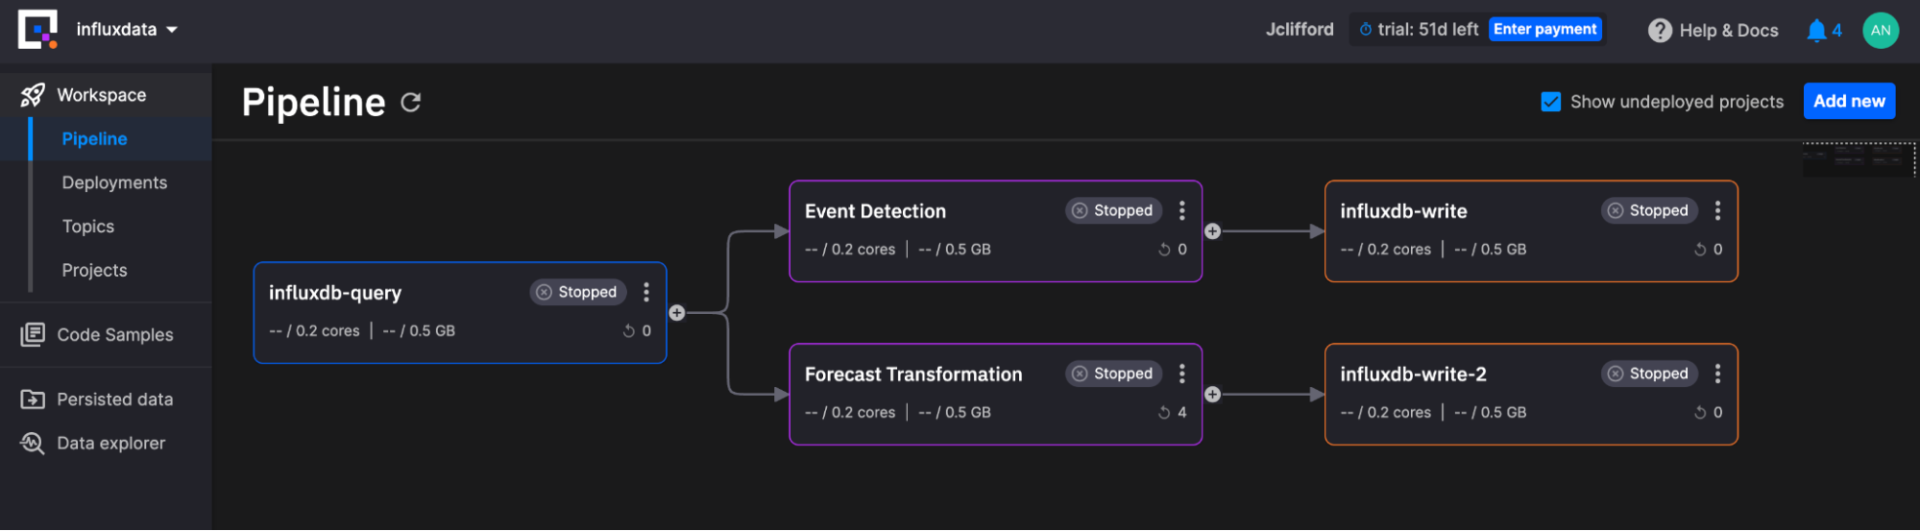 influxdata
Jclifford
trial: 51d left
Enter payment
Help & Docs
4
AN
Workspace
Pipeline
Deployments
Topics
Projects
Code Samples
Persisted data
Data explorer
Pipeline
Show undeployed projects
Add new
influxdb-query
Stopped
-- / 0.2 cores | -- / 0.5 GB
0
Event Detection
Stopped
-- / 0.2 cores | -- / 0.5 GB
0
influxdb-write
Stopped
-- / 0.2 cores | -- / 0.5 GB
0
Forecast Transformation
Stopped
-- / 0.2 cores | -- / 0.5 GB
4
influxdb-write-2
Stopped
-- / 0.2 cores | -- / 0.5 GB
0